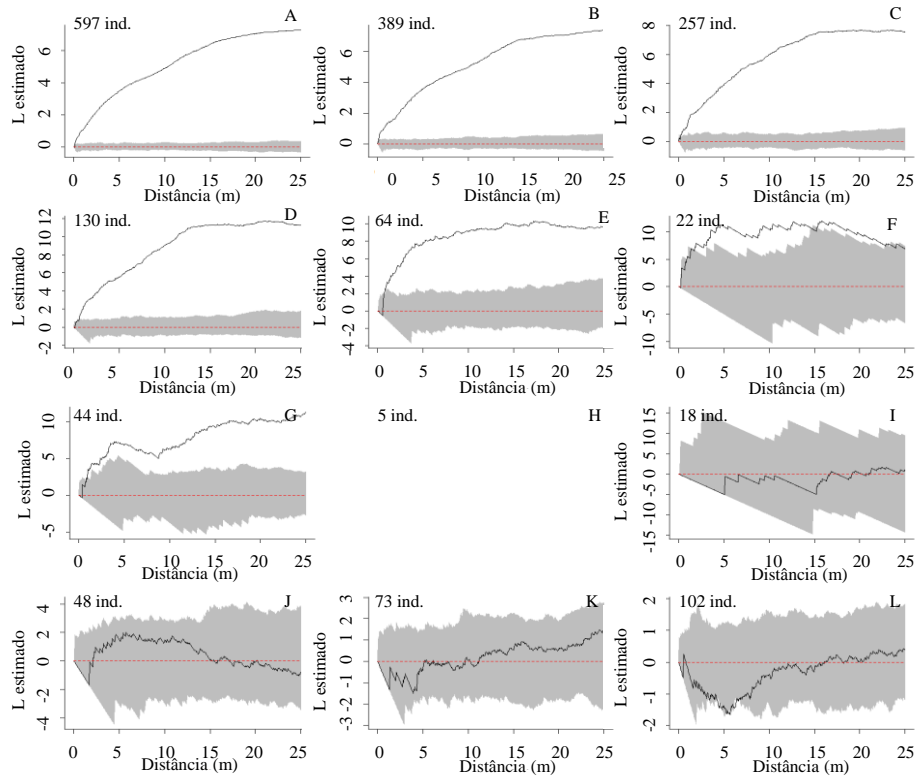 597 ind. A
L estimado
0 2 4 6
0 5 10 15 20 25
Distância (m)
389 ind. B
L estimado
0 2 4 6
0 5 10 15 20 25
Distância (m)
257 ind. C
L estimado
0 2 4 6 8
0 5 10 15 20 25
Distância (m)
130 ind. D
L estimado
-2 0 2 4 6 8 10 12
0 5 10 15 20 25
Distância (m)
64 ind. E
L estimado
-4 -2 0 2 4 8 10
0 5 10 15 20 25
Distância (m)
22 ind. F
L estimado
-10 -5 0 5 10
0 5 10 15 20 25
Distância (m)
44 ind. G
L estimado
-5 0 5 10
0 5 10 15 20 25
Distância (m)
5 ind. H
18 ind. I
L estimado
-15 -10 -5 0 5 10 15
0 5 10 15 20 25
Distância (m)
48 ind. J
L estimado
-4 -2 0 2 4
0 5 10 15 20 25
Distância (m)
73 ind. K
L estimado
-3 -2 -1 0 1 2 3
0 5 10 15 20 25
Distância (m)
102 ind. L
L estimado
-2 -1 0 1 2
0 5 10 15 20 25
Distância (m)